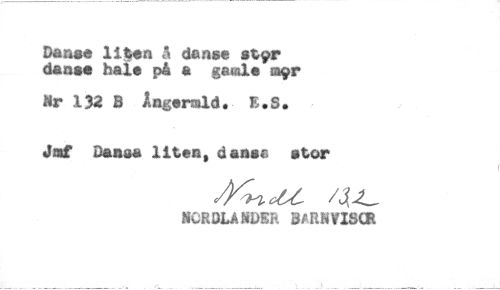 Danse liten å danse stor
danse hale på a gamle mor
Nr 132 B Ångermld. E.S.
Jmf Dansa liten, dansa stor
Nordl 132
NORDLANDER BARNVISOR